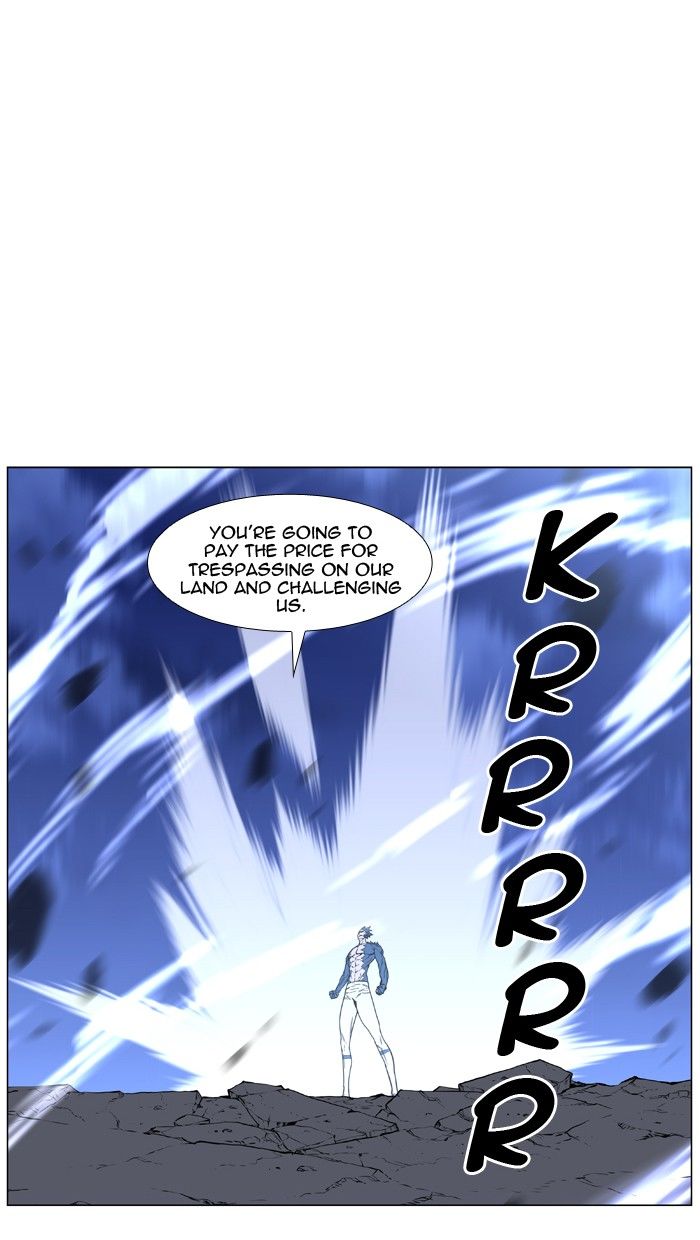 YOU'RE GOING TO
PAY THE PRICE FOR
TRESPASSING ON OUR
LAND AND CHALLENGING
US.
KRRRRR